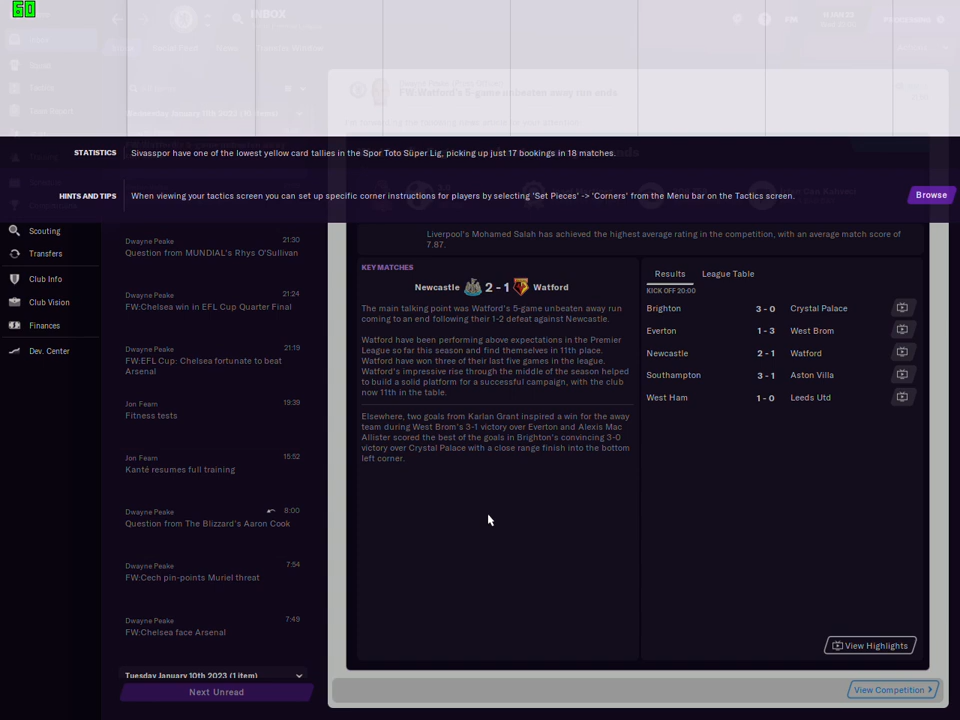 60
INBOX
FW:Watford's 5-game unbeaten away run ends
STATISTICS
Sivasspor have one of the lowest yellow card tallies in the Spor Toto Süper Lig, picking up just 17 bookings in 18 matches.
HINTS AND TIPS
When viewing your tactics screen you can set up specific corner instructions for players by selecting 'Set Pieces' -> 'Corners' from the Menu bar on the Tactics screen.
Browse
Scouting
Transfers
Club Info
Club Vision
Finances
Dev. Center
Dwayne Peake
21:30
Question from MUNDIAL's Rhys O'Sullivan
Dwayne Peake
21:24
FW:Chelsea win in EFL Cup Quarter Final
Dwayne Peake
21:19
FW:EFL Cup: Chelsea fortunate to beat
Arsenal
Jon Fearn
19:39
Fitness tests
Jon Fearn
15:52
Kanté resumes full training
Dwayne Peake
8:00
Question from The Blizzard's Aaron Cook
Dwayne Peake
7:54
FW:Cech pin-points Muriel threat
Dwayne Peake
7:49
FW:Chelsea face Arsenal
Tuesday January 10th 2023 (1 item)
Next Unread
Liverpool's Mohamed Salah has achieved the highest average rating in the competition, with an average match score of
7.87.
KEY MATCHES
Newcastle 2 - 1 Watford
The main talking point was Watford's 5-game unbeaten away run
coming to an end following their 1-2 defeat against Newcastle.
Watford have been performing above expectations in the Premier
League so far this season and find themselves in 11th place.
Watford have won three of their last five games in the league.
Watford's impressive rise through the middle of the season helped
to build a solid platform for a successful campaign, with the club
now 11th in the table.
Elsewhere, two goals from Karlan Grant inspired a win for the away
team during West Brom's 3-1 victory over Everton and Alexis Mac
Allister scored the best of the goals in Brighton's convincing 3-0
victory over Crystal Palace with a close range finish into the bottom
left corner.
Results
League Table
KICK OFF 20:00
Brighton 3 - 0 Crystal Palace
Everton 1 - 3 West Brom
Newcastle 2 - 1 Watford
Southampton 3 - 1 Aston Villa
West Ham 1 - 0 Leeds Utd
View Highlights
View Competition